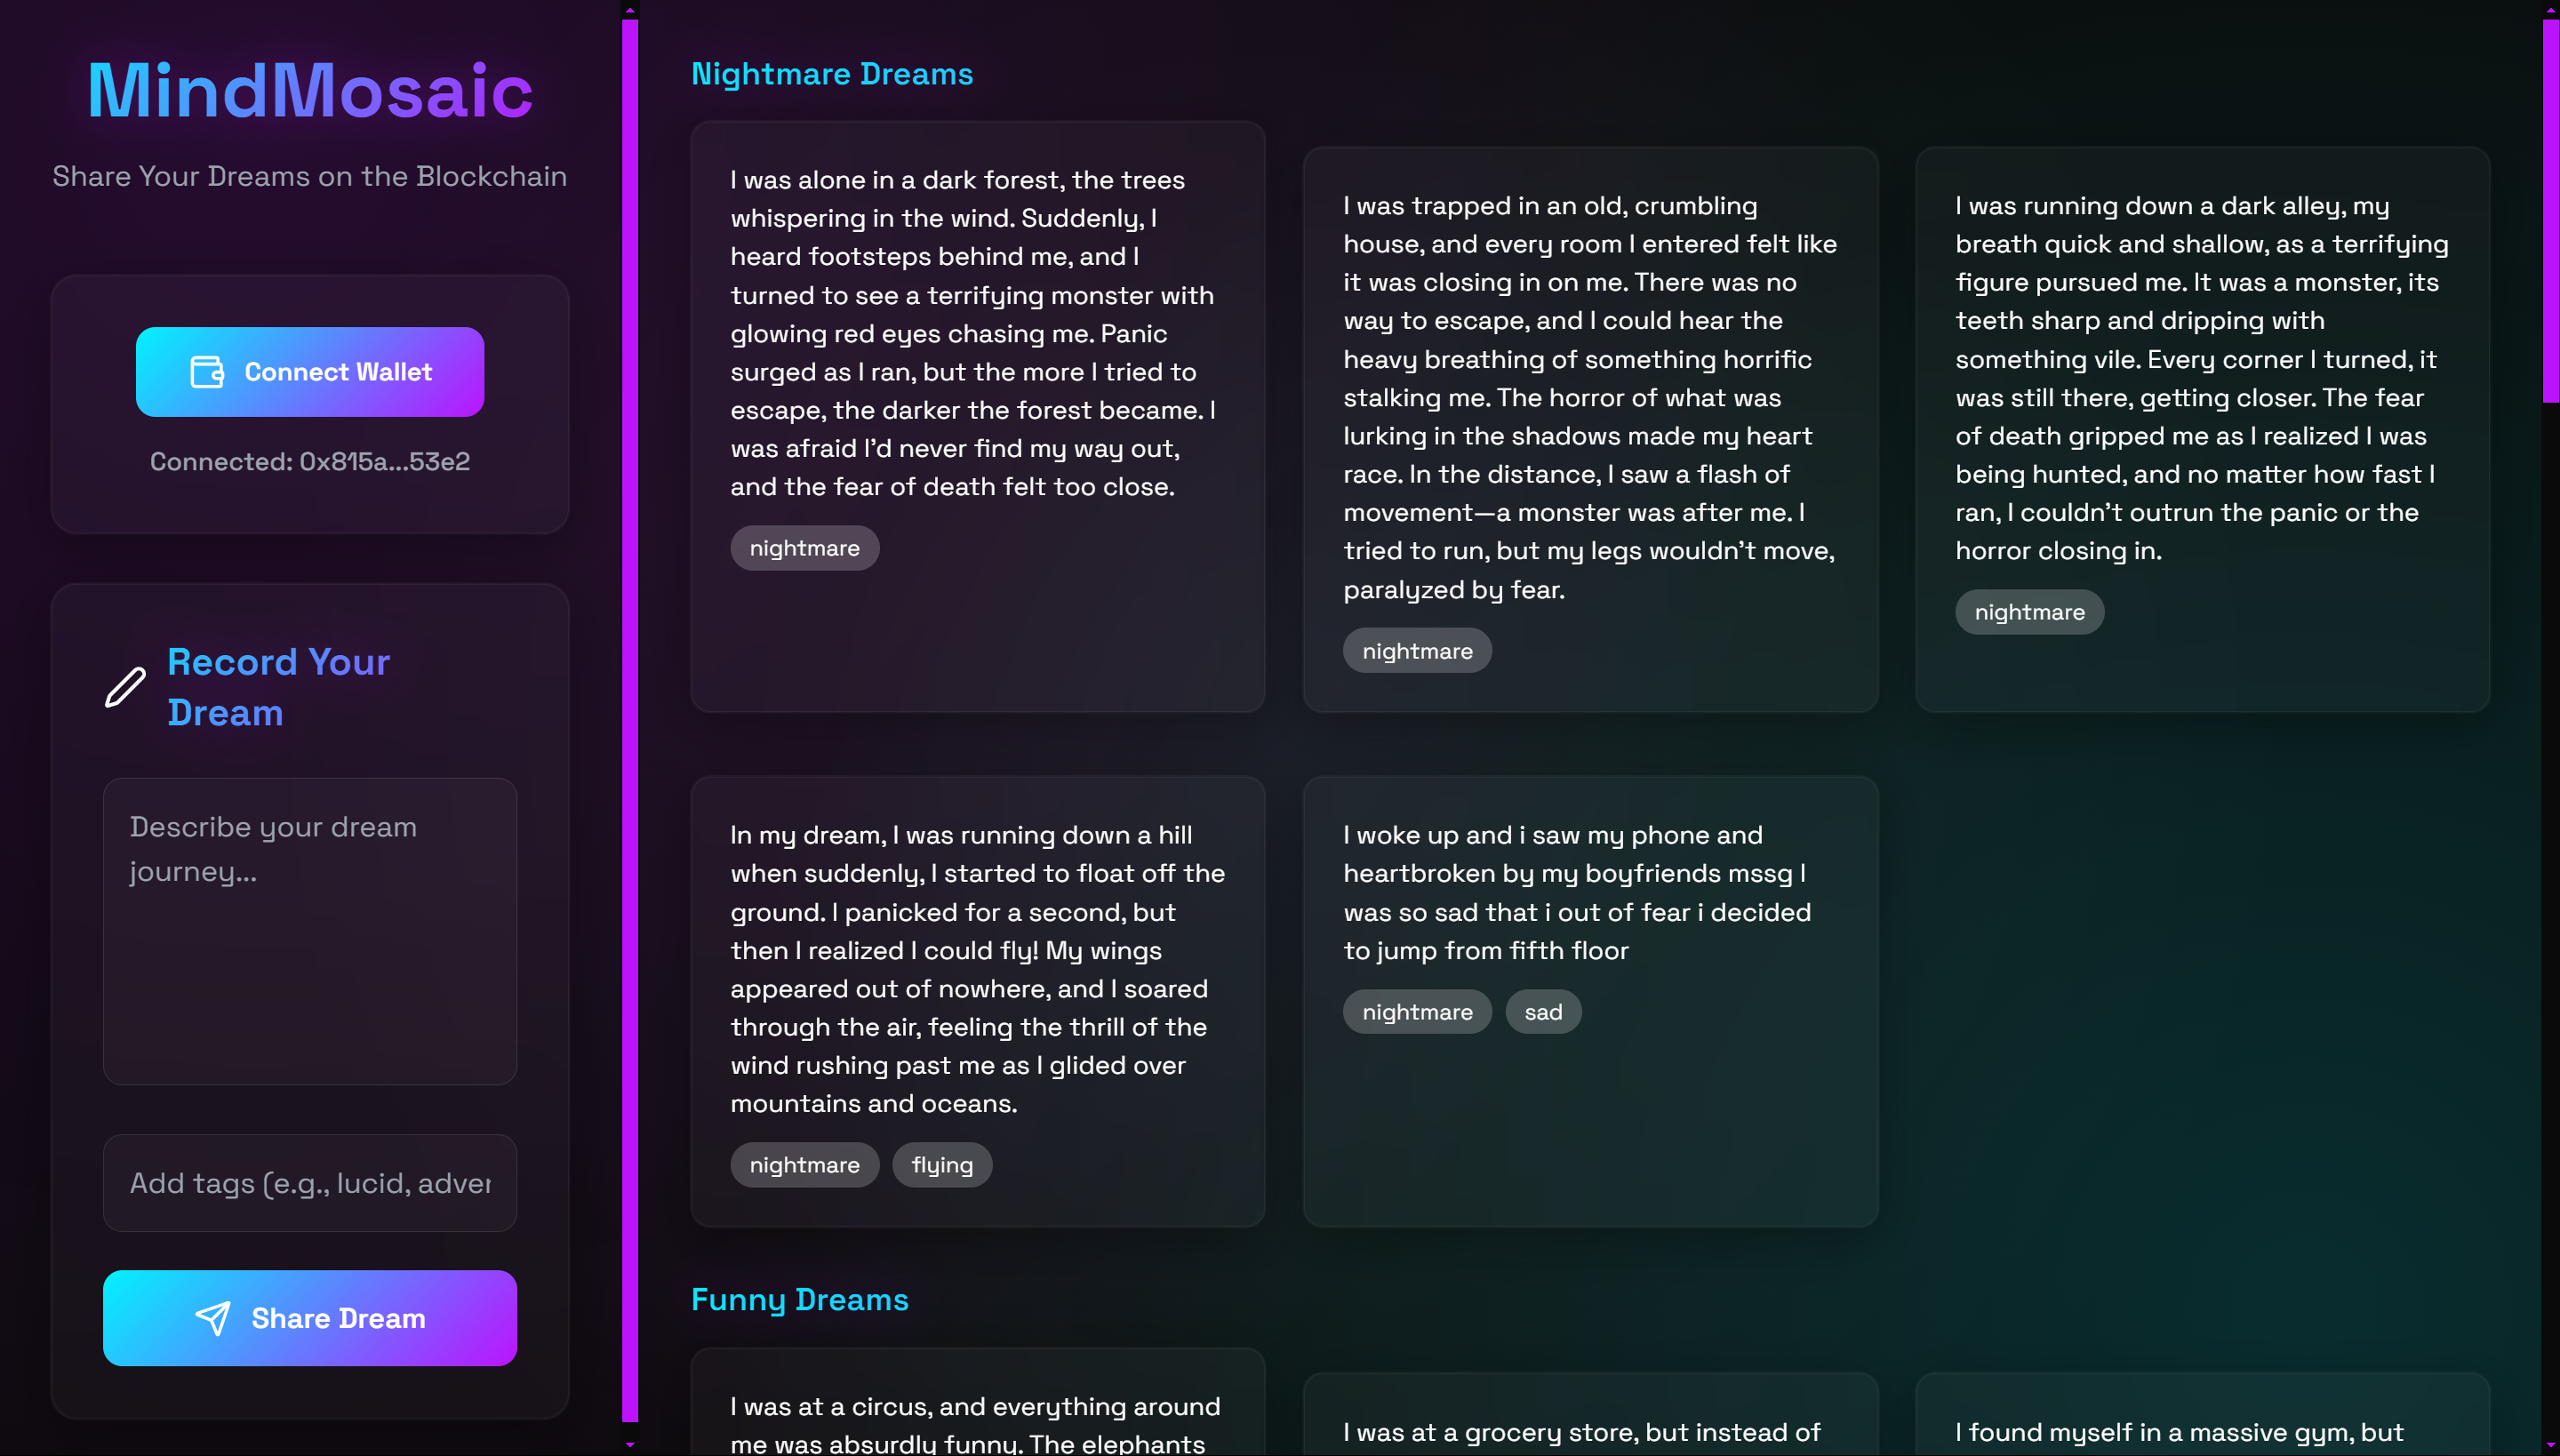 MindMosaic
Share Your Dreams on the Blockchain
Connect Wallet
Connected: 0x815a...53e2
Record Your
Dream
Describe your dream
journey...
Add tags (e.g., lucid, adver
Share Dream
Nightmare Dreams
I was alone in a dark forest, the trees
whispering in the wind. Suddenly, I
heard footsteps behind me, and I
turned to see a terrifying monster with
glowing red eyes chasing me. Panic
surged as I ran, but the more I tried to
escape, the darker the forest became. I
was afraid I'd never find my way out,
and the fear of death felt too close.
nightmare
I was trapped in an old, crumbling
house, and every room I entered felt like
it was closing in on me. There was no
way to escape, and I could hear the
heavy breathing of something horrific
stalking me. The horror of what was
lurking in the shadows made my heart
race. In the distance, I saw a flash of
movement—a monster was after me. I
tried to run, but my legs wouldn't move,
paralyzed by fear.
nightmare
I was running down a dark alley, my
breath quick and shallow, as a terrifying
figure pursued me. It was a monster, its
teeth sharp and dripping with
something vile. Every corner I turned, it
was still there, getting closer. The fear
of death gripped me as I realized I was
being hunted, and no matter how fast I
ran, I couldn't outrun the panic or the
horror closing in.
nightmare
In my dream, I was running down a hill
when suddenly, I started to float off the
ground. I panicked for a second, but
then I realized I could fly! My wings
appeared out of nowhere, and I soared
through the air, feeling the thrill of the
wind rushing past me as I glided over
mountains and oceans.
nightmare flying
I woke up and i saw my phone and
heartbroken by my boyfriends mssg I
was so sad that i out of fear i decided
to jump from fifth floor
nightmare sad
Funny Dreams
I was at a circus, and everything around
me was absurdly funny. The elephants
I was at a grocery store, but instead of
I found myself in a massive gym, but